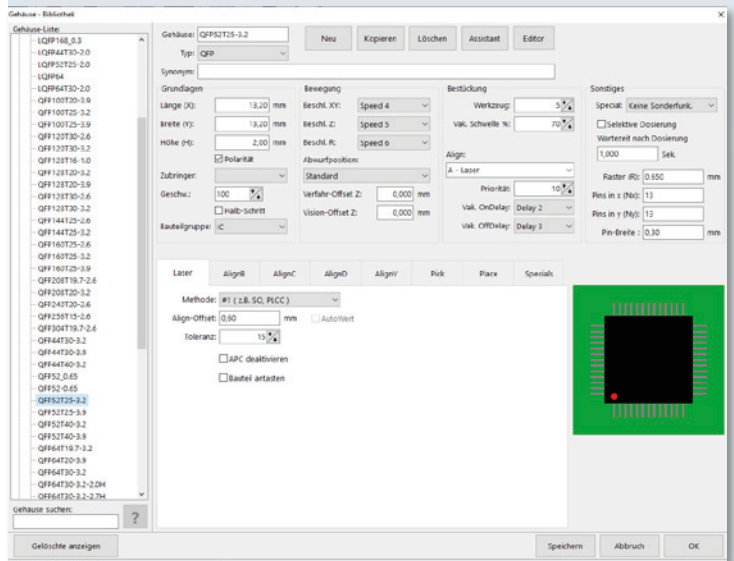 Gehäuse - Bibliothek
Gehäuse-Liste:
LQFP168_0.3
LQFP44T30-2.0
LQFP52T25-2.0
LQFP64
LQFP64T30-2.0
QFP100T20-3.9
QFP100T25-3.2
QFP100T25-3.9
QFP120T30-2.6
QFP120T30-3.2
QFP128T16-1.0
QFP128T20-3.2
QFP128T20-3.9
QFP128T30-2.6
QFP128T30-3.2
QFP144T25-2.6
QFP144T25-3.2
QFP160T25-2.6
QFP160T25-3.2
QFP160T25-3.9
QFP208T19.7-2.6
QFP208T20-3.2
QFP240T20-2.6
QFP256T15-2.6
QFP304T19.7-2.6
QFP44T30-3.2
QFP44T30-3.9
QFP44T40-3.2
QFP52_0.65
QFP52-0.65
QFP52T25-3.2
QFP52T25-3.9
QFP52T40-3.2
QFP52T40-3.9
QFP64T19.7-3.2
QFP64T20-3.9
QFP64T30-3.2
QFP64T30-3.2-2.0H
QFP64T30-3.2-2.7H
Gehäuse suchen:
?
Gelöschte anzeigen
Gehäuse: QFP52T25-3.2
Neu Kopieren Löschen Assistant Editor
Typ: QFP
Synonym:
Grundlagen
Länge (X): 13,20 mm
Breite (Y): 13,20 mm
Höhe (H): 2,00 mm
Polarität
Zubringer:
Geschw.: 100 %
Halb-Schritt
Bauteilgruppe: IC
Bewegung
Beschl. XY: Speed 4
Beschl. Z: Speed 5
Beschl. R: Speed 6
Abwurfposition:
Standard
Verfahr-Offset Z: 0,000 mm
Vision-Offset Z: 0,000 mm
Bestückung
Werkzeug: 5
Vak. Schwelle %: 70
Align:
A - Laser
Priorität: 10
Vak. OnDelay: Delay 2
Vak. OffDelay: Delay 3
Sonstiges
Special: Keine Sonderfunk.
Selektive Dosierung
Wartezeit nach Dosierung
1,000 Sek.
Raster (R): 0.650 mm
Pins in x (Nx): 13
Pins in y (Ny): 13
Pin-Breite : 0,30 mm
Laser AlignB AlignC AlignD AlignV Pick Place Specials
Methode: #1 ( z.B. SO, PLCC )
Align-Offset: 0,60 mm AutoWert
Toleranz: 15
APC deaktivieren
Bauteil antasten
Speichern Abbruch OK